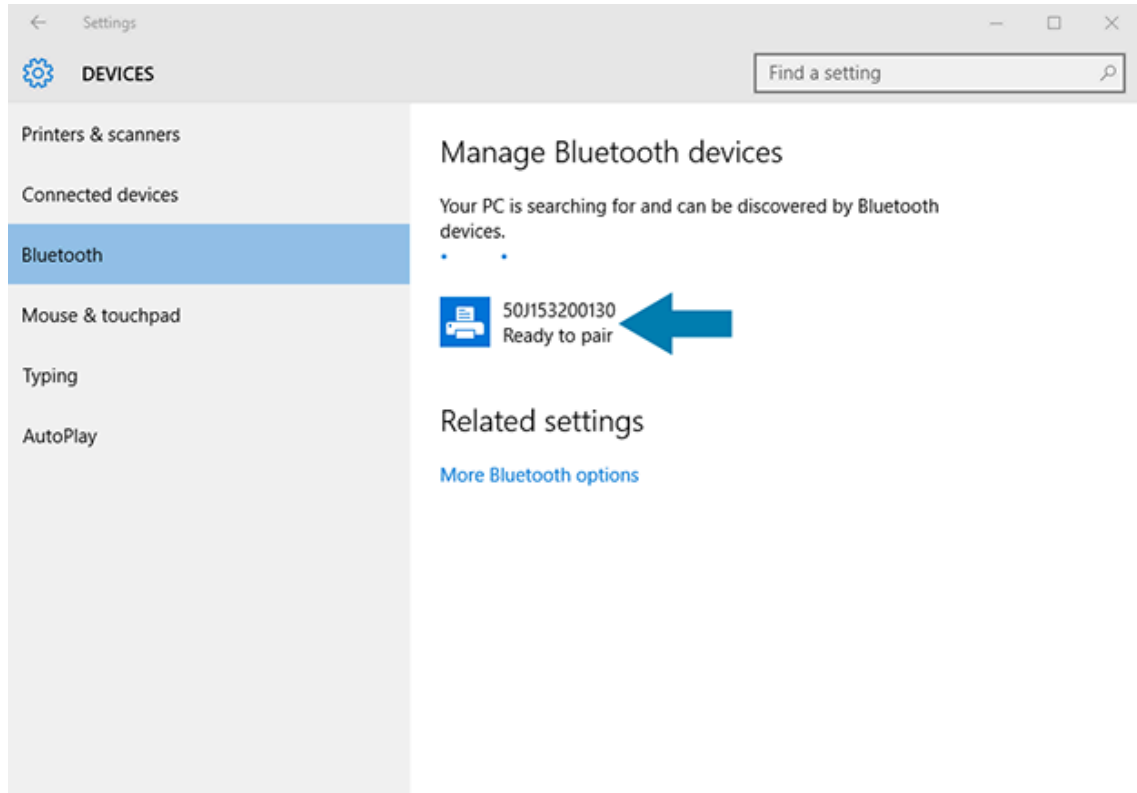 Settings
DEVICES
Find a setting
Printers & scanners
Connected devices
Bluetooth
Mouse & touchpad
Typing
AutoPlay
Manage Bluetooth devices
Your PC is searching for and can be discovered by Bluetooth
devices.
50J153200130
Ready to pair
Related settings
More Bluetooth options